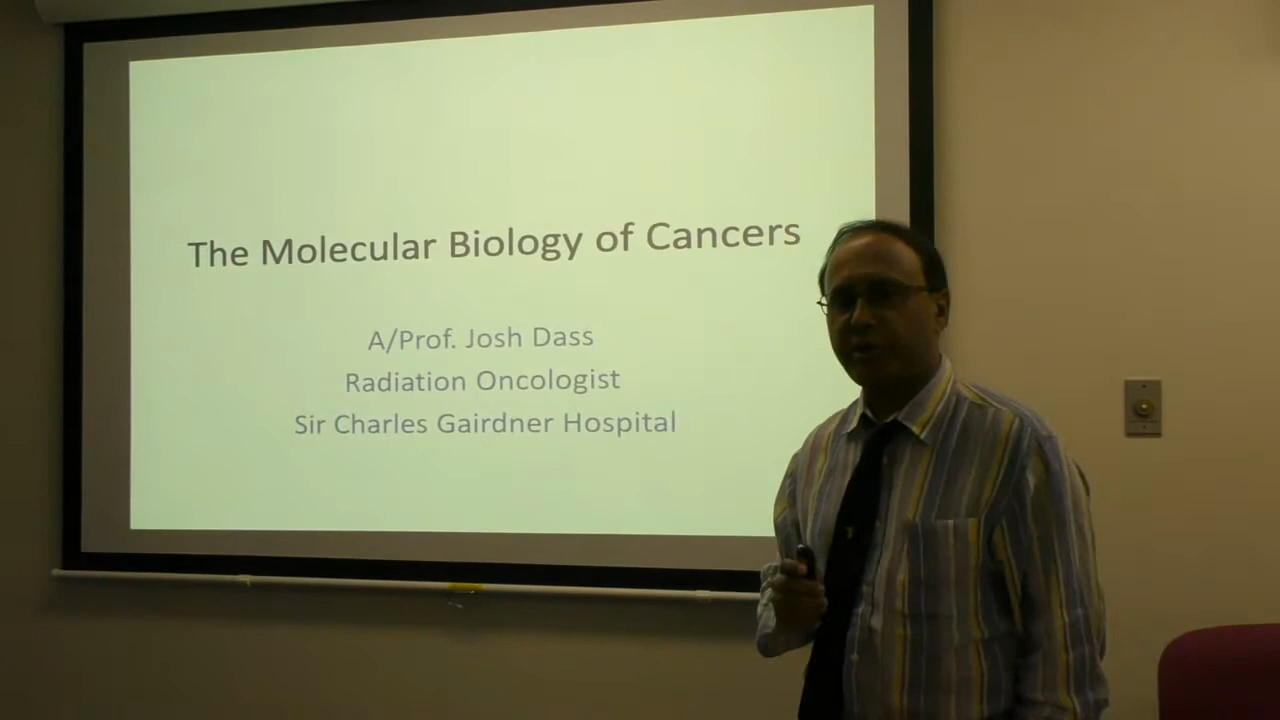 The Molecular Biology of Cancers
A/Prof. Josh Dass
Radiation Oncologist
Sir Charles Gairdner Hospital